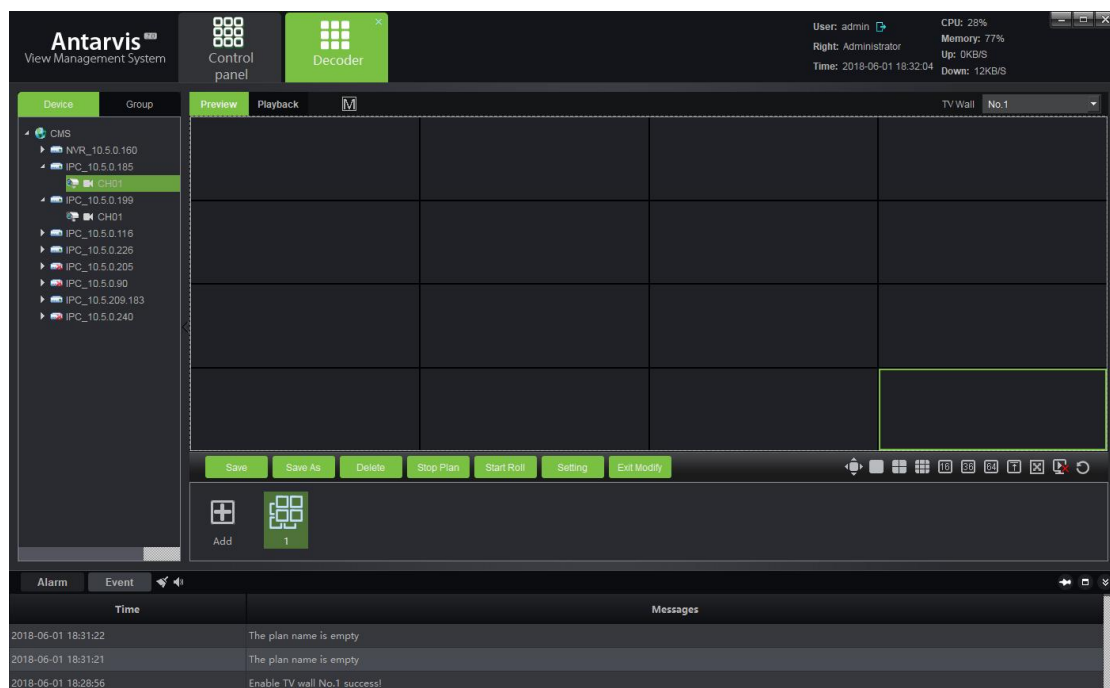 Antarvis
View Management System
Control
panel
Decoder
User: admin
Right: Administrator
Time: 2018-06-01 18:32:04
CPU: 28%
Memory: 77%
Up: 0KB/S
Down: 12KB/S
Device Group
Preview Playback M TV Wall No.1
CMS
NVR_10.5.0.160
IPC_10.5.0.185
CH01
IPC_10.5.0.199
CH01
IPC_10.5.0.116
IPC_10.5.0.226
IPC_10.5.0.205
IPC_10.5.0.90
IPC_10.5.209.183
IPC_10.5.0.240
Save Save As Delete Stop Plan Start Roll Setting Exit Modify 16 36 64
Add 1
Alarm Event
Time Messages
2018-06-01 18:31:22 The plan name is empty
2018-06-01 18:31:21 The plan name is empty
2018-06-01 18:28:56 Enable TV wall No.1 success!